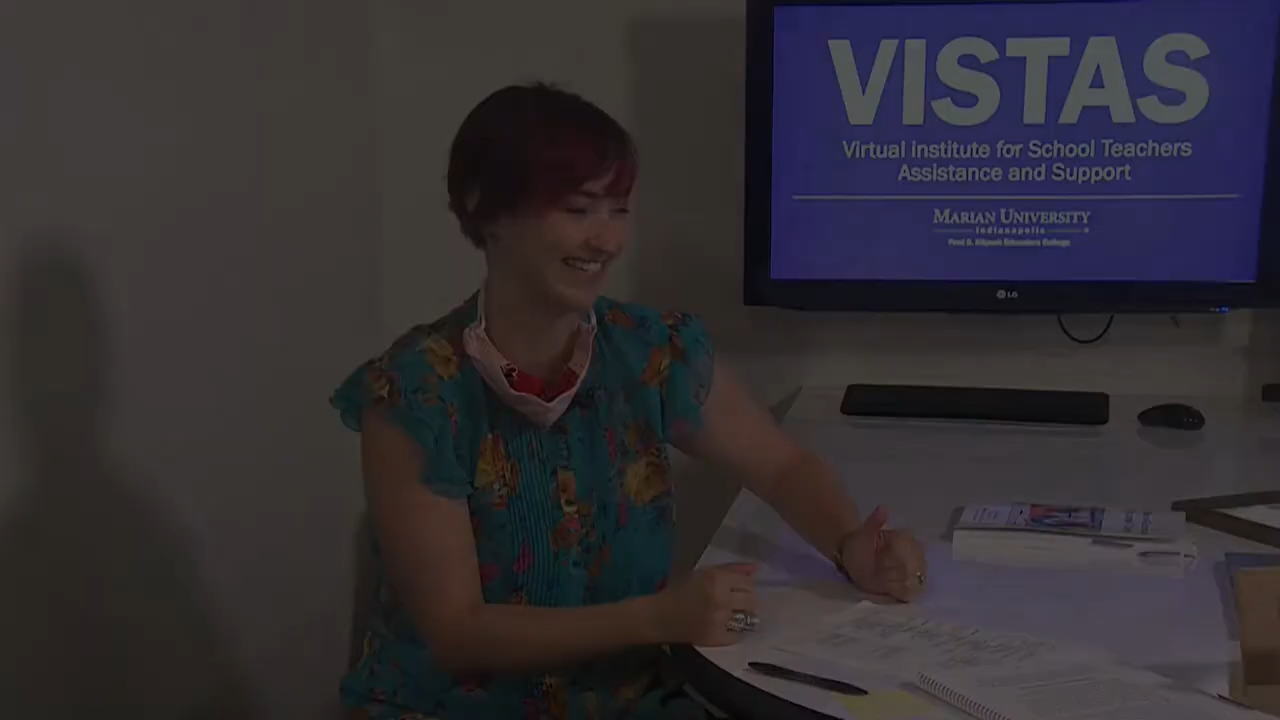 VISTAS
Virtual Institute for School Teachers
Assistance and Support
MARIAN UNIVERSITY
Indianapolis
LG